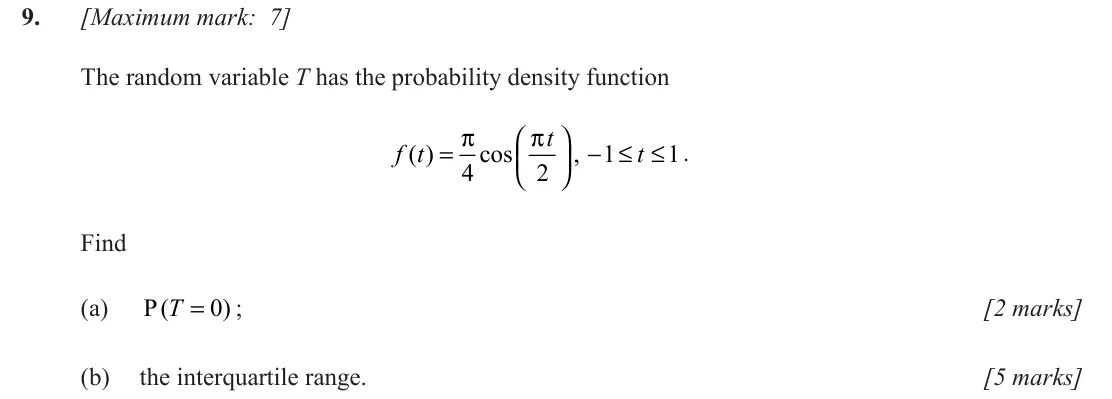 9. [Maximum mark: 7]
The random variable T has the probability density function
f(t) = π/4 cos(πt/2), −1 ≤ t ≤ 1.
Find
(a) P(T = 0);  [2 marks]
(b) the interquartile range.  [5 marks]